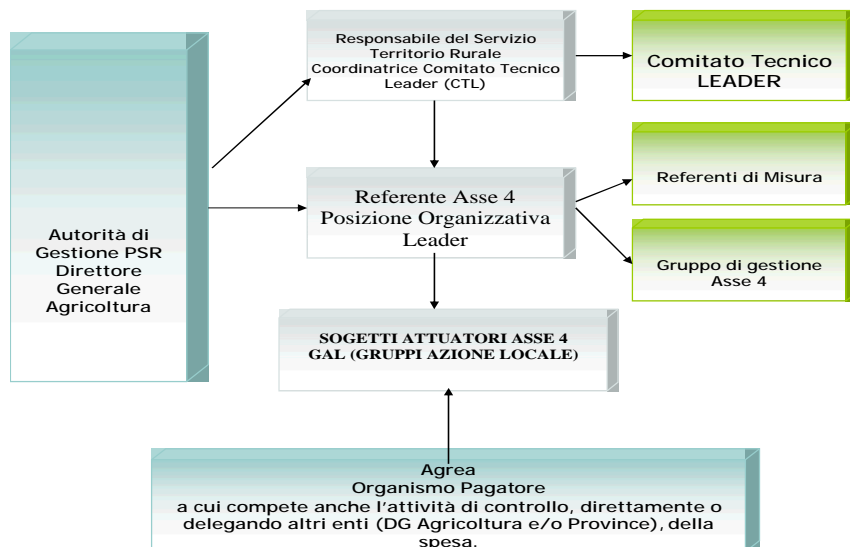 Responsabile del Servizio
Territorio Rurale
Coordinatrice Comitato Tecnico
Leader (CTL)
Comitato Tecnico
LEADER
Autorità di
Gestione PSR
Direttore
Generale
Agricoltura
Referente Asse 4
Posizione Organizzativa
Leader
Referenti di Misura
Gruppo di gestione
Asse 4
SOGETTI ATTUATORI ASSE 4
GAL (GRUPPI AZIONE LOCALE)
Agrea
Organismo Pagatore
a cui compete anche l'attività di controllo, direttamente o
delegando altri enti (DG Agricoltura e/o Province), della
spesa.